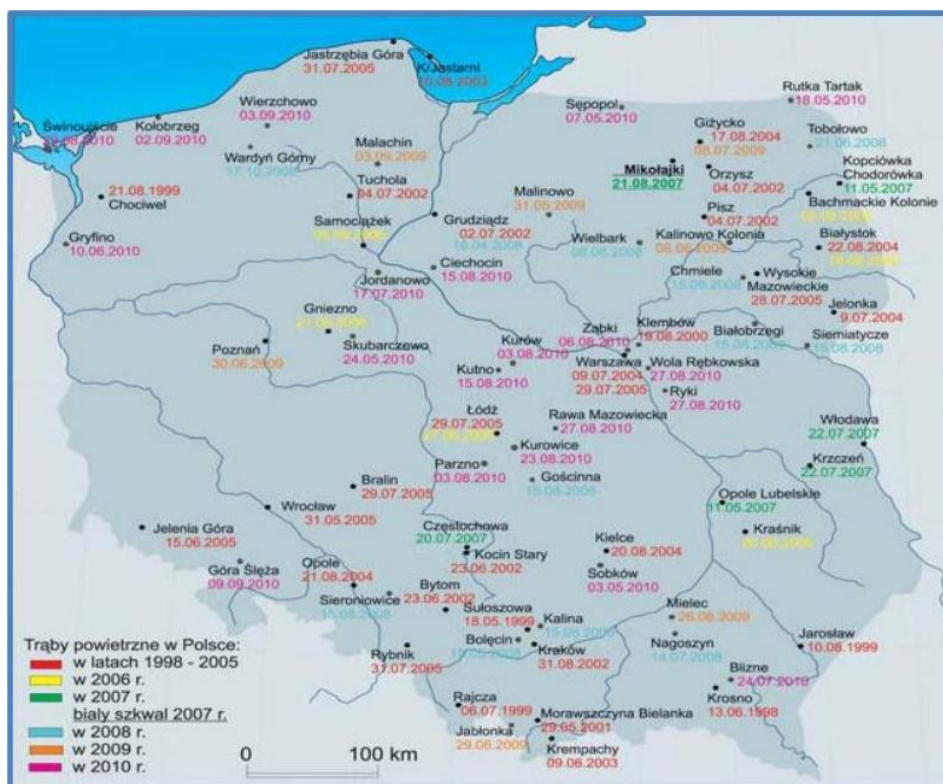 Jastrzębia Góra
31.07.2005
K/Jastarni
10.08.2003
Rutka Tartak
18.05.2010
Wierzchowo
03.09.2010
Sępopol
07.05.2010
Świnoujście
Kołobrzeg
02.09.2010
Giżycko
17.08.2004
08.07.2009
Tobołowo
21.06.2008
Wardyń Górny
17.10.2008
Malachin
03.09.2009
Mikołajki
21.08.2007
Orzysz
04.07.2002
Kopciówka
Chodorówka
11.05.2007
Bachmackie Kolonie
21.08.1999
Chociwel
Tuchola
04.07.2002
Malinowo
31.05.2009
Pisz
04.07.2002
Samociążek
Grudziądz
02.07.2002
16.04.2008
Wielbark
08.08.2008
Kalinowo Kolonia
08.06.2009
Białystok
22.08.2004
Gryfino
10.06.2010
Jordanowo
17.07.2010
Ciechocin
15.08.2010
Chmiele
15.08.2008
Wysokie
Mazowieckie
28.07.2005
Jelonka
9.07.2004
Gniezno
Skubarczewo
24.05.2010
Poznań
30.06.2009
Kurów
03.08.2010
Ząbki
06.08.2010
Klembów
19.08.2000
Białobrzegi
15.08.2008
Siemiatycze
15.08.2008
Kutno
15.08.2010
Warszawa
09.07.2004
29.07.2005
Wola Rębkowska
27.08.2010
Ryki
27.08.2010
Łódź
29.07.2005
Rawa Mazowiecka
27.08.2010
Włodawa
22.07.2007
Kurowice
23.08.2010
Krzczeń
22.07.2007
Parzno
03.08.2010
Gościnna
15.08.2008
Bralin
29.07.2005
Wrocław
31.05.2005
Opole Lubelskie
11.05.2007
Kraśnik
Jelenia Góra
15.06.2005
Częstochowa
20.07.2007
Kocin Stary
23.06.2002
Kielce
20.08.2004
Sobków
03.05.2010
Góra Ślęża
09.09.2010
Opole
21.08.2004
Sieroniowice
15.08.2008
Bytom
23.06.2002
Sułoszowa
18.05.1999
Kalina
15.08.2008
Bolęcin
Kraków
31.08.2002
Mielec
26.06.2009
Nagoszyn
14.07.2008
Jarosław
10.08.1999
Rybnik
31.07.2005
Blizne
24.07.2010
Krosno
13.06.1998
Rajcza
06.07.1999
Jabłonka
29.06.2009
Morawszczyna Bielanka
29.05.2001
Krempachy
09.06.2003
Trąby powietrzne w Polsce:
w latach 1998 - 2005
w 2006 r.
w 2007 r.
biały szkwał 2007 r.
w 2008 r.
w 2009 r.
w 2010 r.
0 100 km